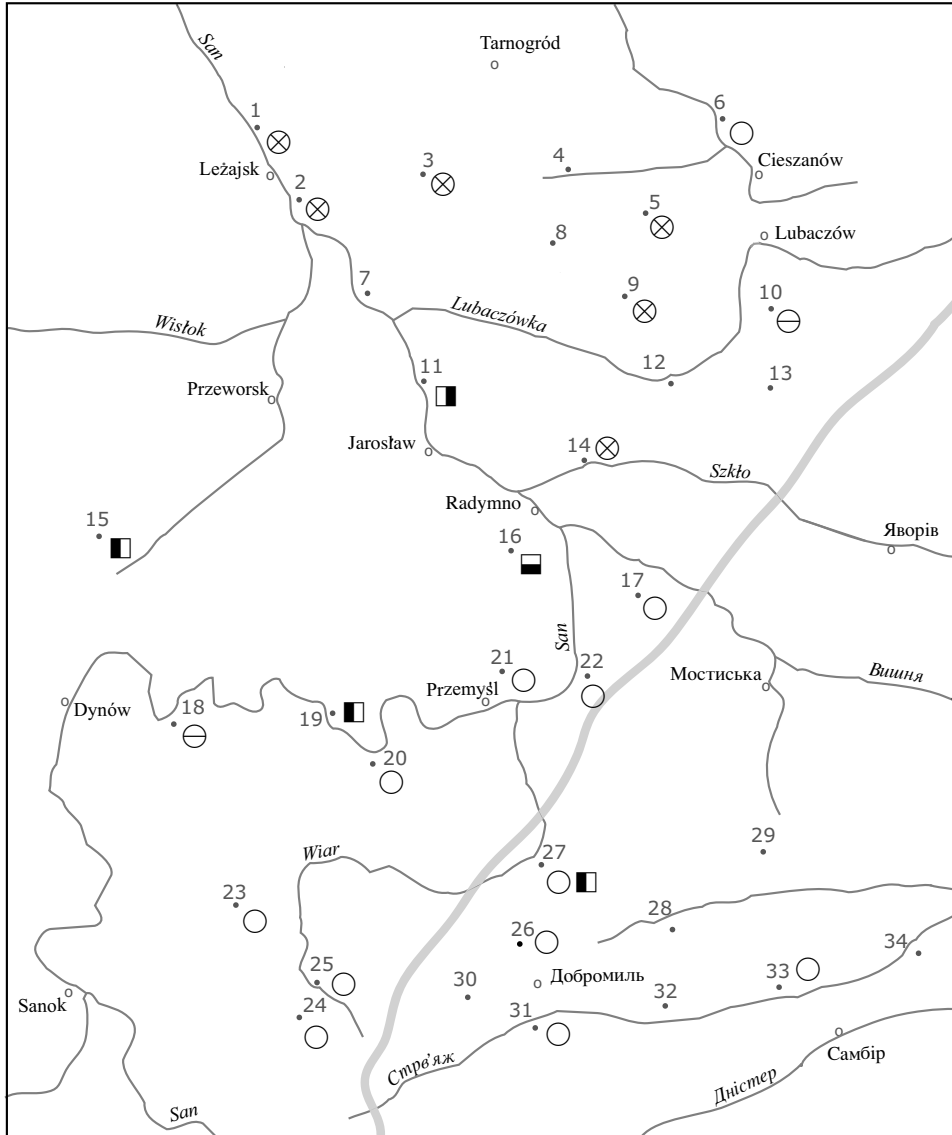 San
Tarnogród
1
6
Leżajsk
3
4
Cieszanów
2
5
8
Lubaczów
7
9
10
Wisłok
Lubaczówka
12
13
11
Przeworsk
Jarosław
14
Szkło
Radymno
15
16
Яворів
17
San
21
22
Мостиська
Вишня
Przemyśl
Dynów
18
19
20
29
Wiar
27
23
28
26
34
25
30
Добромиль
33
Sanok
24
31
32
Самбір
Стрв’яж
Дністер
San